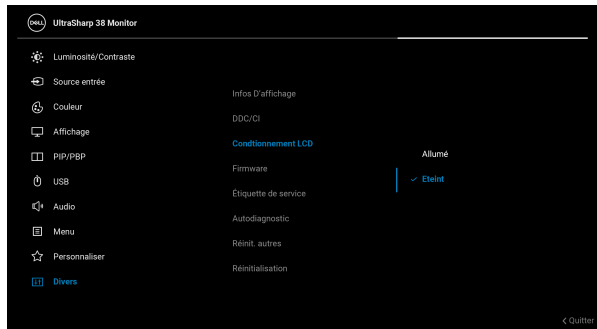 DELL UltraSharp 38 Monitor
Luminosité/Contraste
Source entrée
Couleur
Affichage
PIP/PBP
USB
Audio
Menu
Personnaliser
Divers
Infos D'affichage
DDC/CI
Condtionnement LCD
Firmware
Étiquette de service
Autodiagnostic
Réinit. autres
Réinitialisation
Allumé
Eteint
Quitter